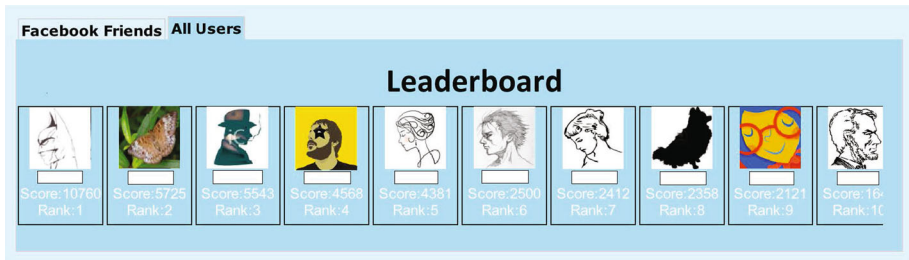 Facebook Friends
All Users
Leaderboard
Score:10760
Rank:1
Score:5725
Rank:2
Score:5543
Rank:3
Score:4568
Rank:4
Score:4381
Rank:5
Score:2500
Rank:6
Score:2412
Rank:7
Score:2358
Rank:8
Score:2121
Rank:9
Rank:10